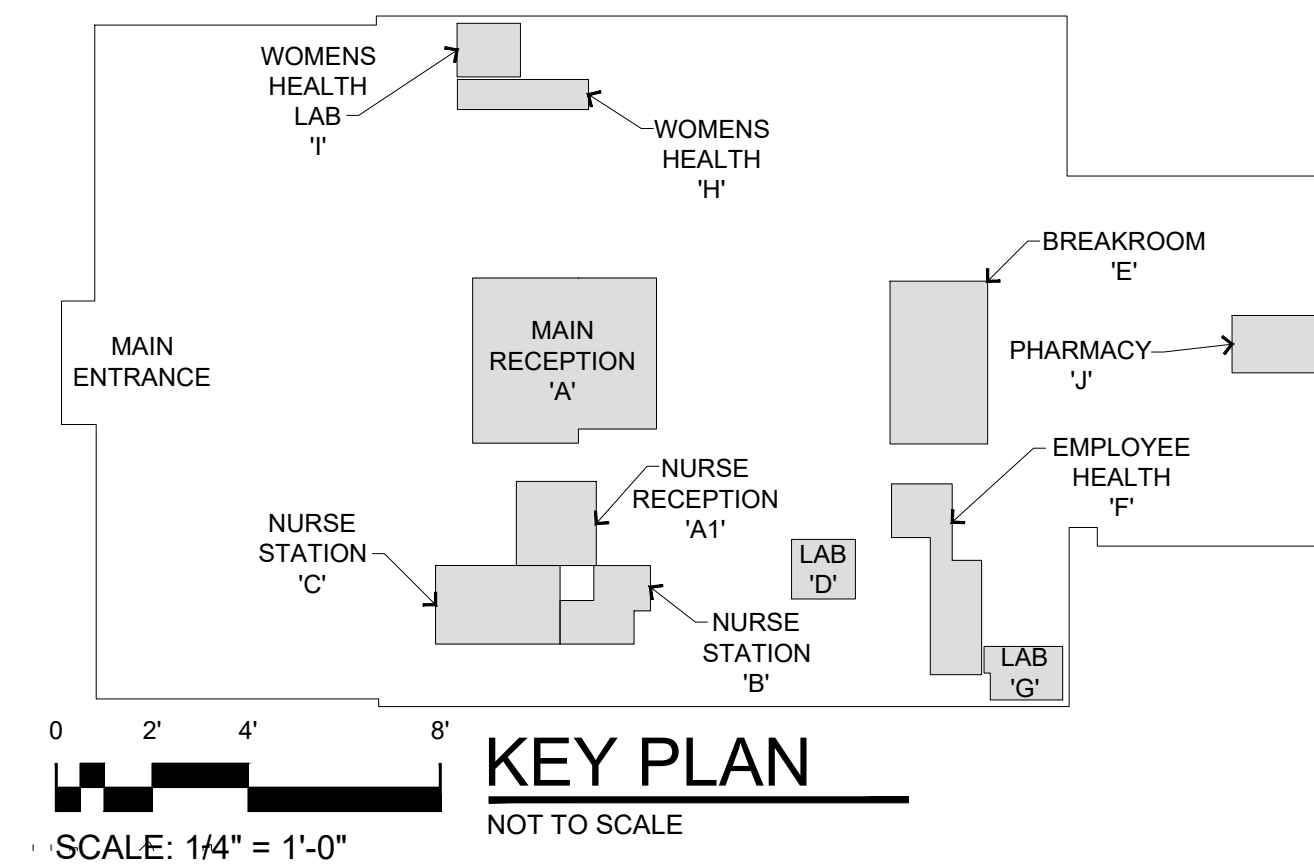 WOMENS
HEALTH
LAB
'I'
WOMENS
HEALTH
'H'
BREAKROOM
'E'
MAIN
ENTRANCE
MAIN
RECEPTION
'A'
PHARMACY
'J'
EMPLOYEE
HEALTH
'F'
NURSE
RECEPTION
'A1'
NURSE
STATION
'C'
LAB
'D'
NURSE
STATION
'B'
LAB
'G'
0 2' 4' 8'
KEY PLAN
NOT TO SCALE
SCALE: 1/4" = 1'-0"